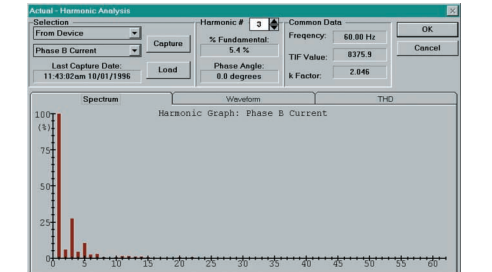 Actual - Harmonic Analysis
Selection
From Device
Phase B Current
Capture
Last Capture Date:
11:43:02am 10/01/1996
Load
Harmonic # 3
% Fundamental:
5.4 %
Phase Angle:
0.0 degrees
Common Data
Freqency: 60.00 Hz
TIF Value: 8375.9
k Factor: 2.046
OK
Cancel
Spectrum
Waveform
THD
Harmonic Graph: Phase B Current
100
(%)
75
50
25
0
0 5 10 15 20 25 30 35 40 45 50 55 60